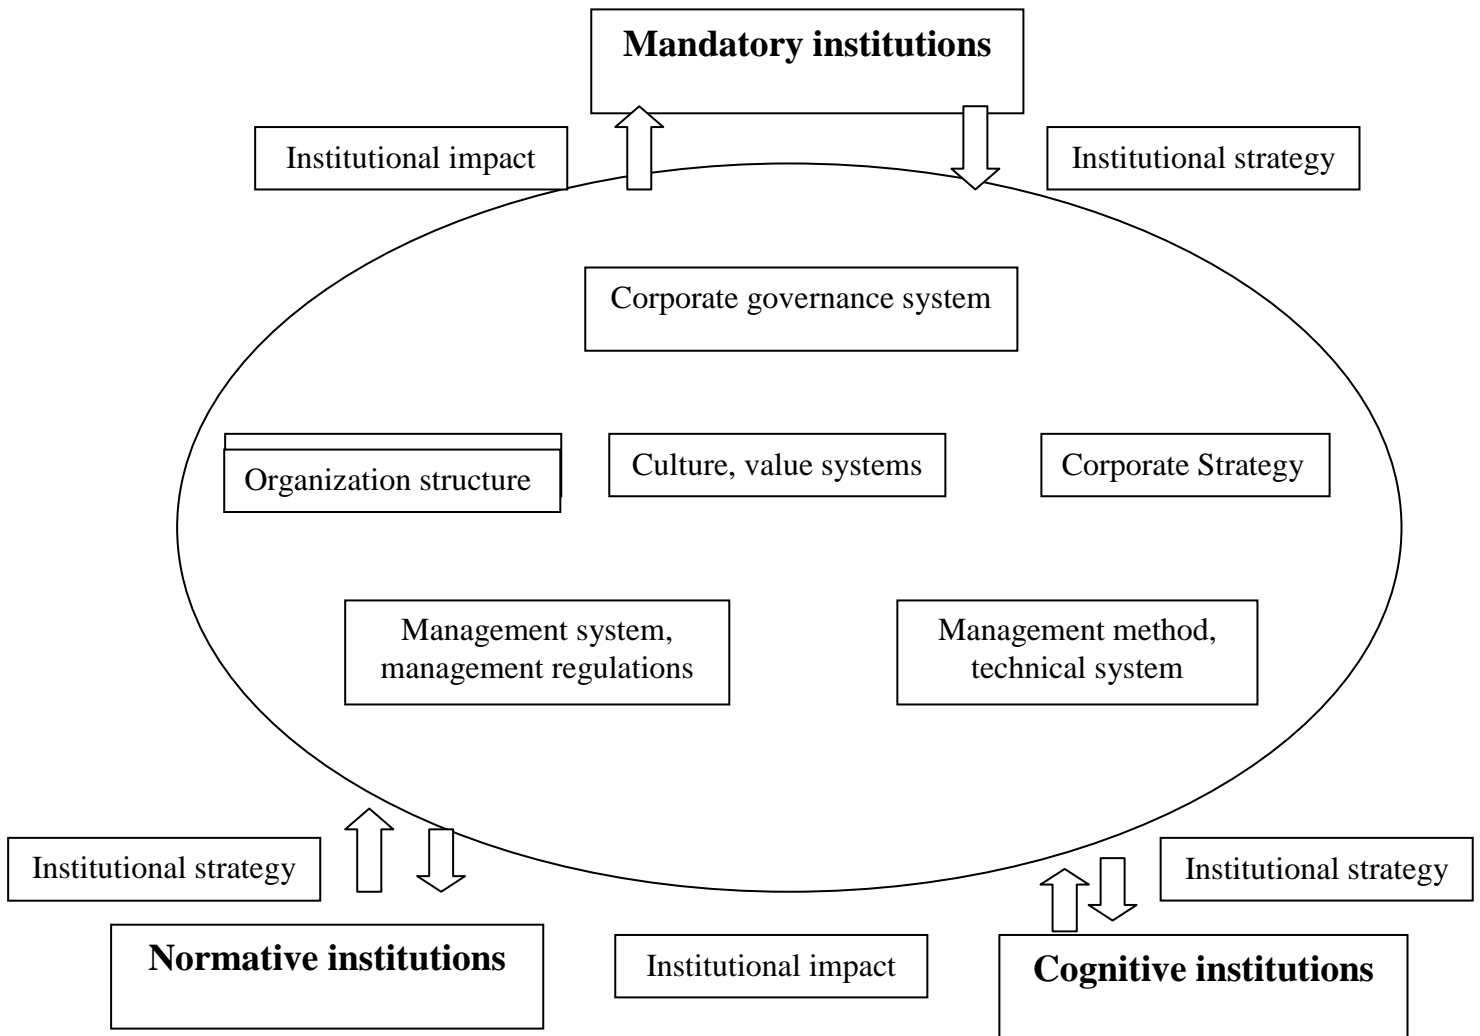 Mandatory institutions
Institutional impact
Institutional strategy
Corporate governance system
Organization structure
Culture, value systems
Corporate Strategy
Management system,
management regulations
Management method,
technical system
Institutional strategy
Institutional strategy
Normative institutions
Institutional impact
Cognitive institutions